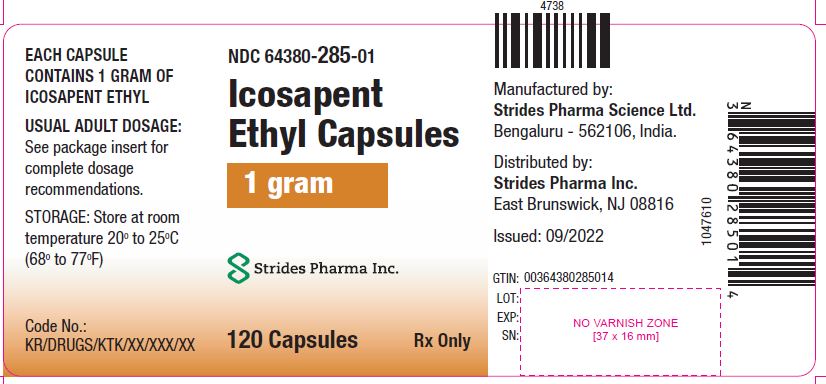 EACH CAPSULE
CONTAINS 1 GRAM OF
ICOSAPENT ETHYL
USUAL ADULT DOSAGE:
See package insert for
complete dosage
recommendations.
STORAGE: Store at room
temperature 20⁰ to 25⁰C
(68⁰ to 77⁰F)
Code No.:
KR/DRUGS/KTK/XX/XXX/XX
NDC 64380-285-01
Icosapent
Ethyl Capsules
1 gram
Strides Pharma Inc.
120 Capsules Rx Only
4738
Manufactured by:
Strides Pharma Science Ltd.
Bengaluru - 562106, India.
Distributed by:
Strides Pharma Inc.
East Brunswick, NJ 08816
Issued: 09/2022
GTIN: 00364380285014
LOT:
EXP:
SN:
NO VARNISH ZONE
[37 x 16 mm]
1047610
N
3 64380 28501 4